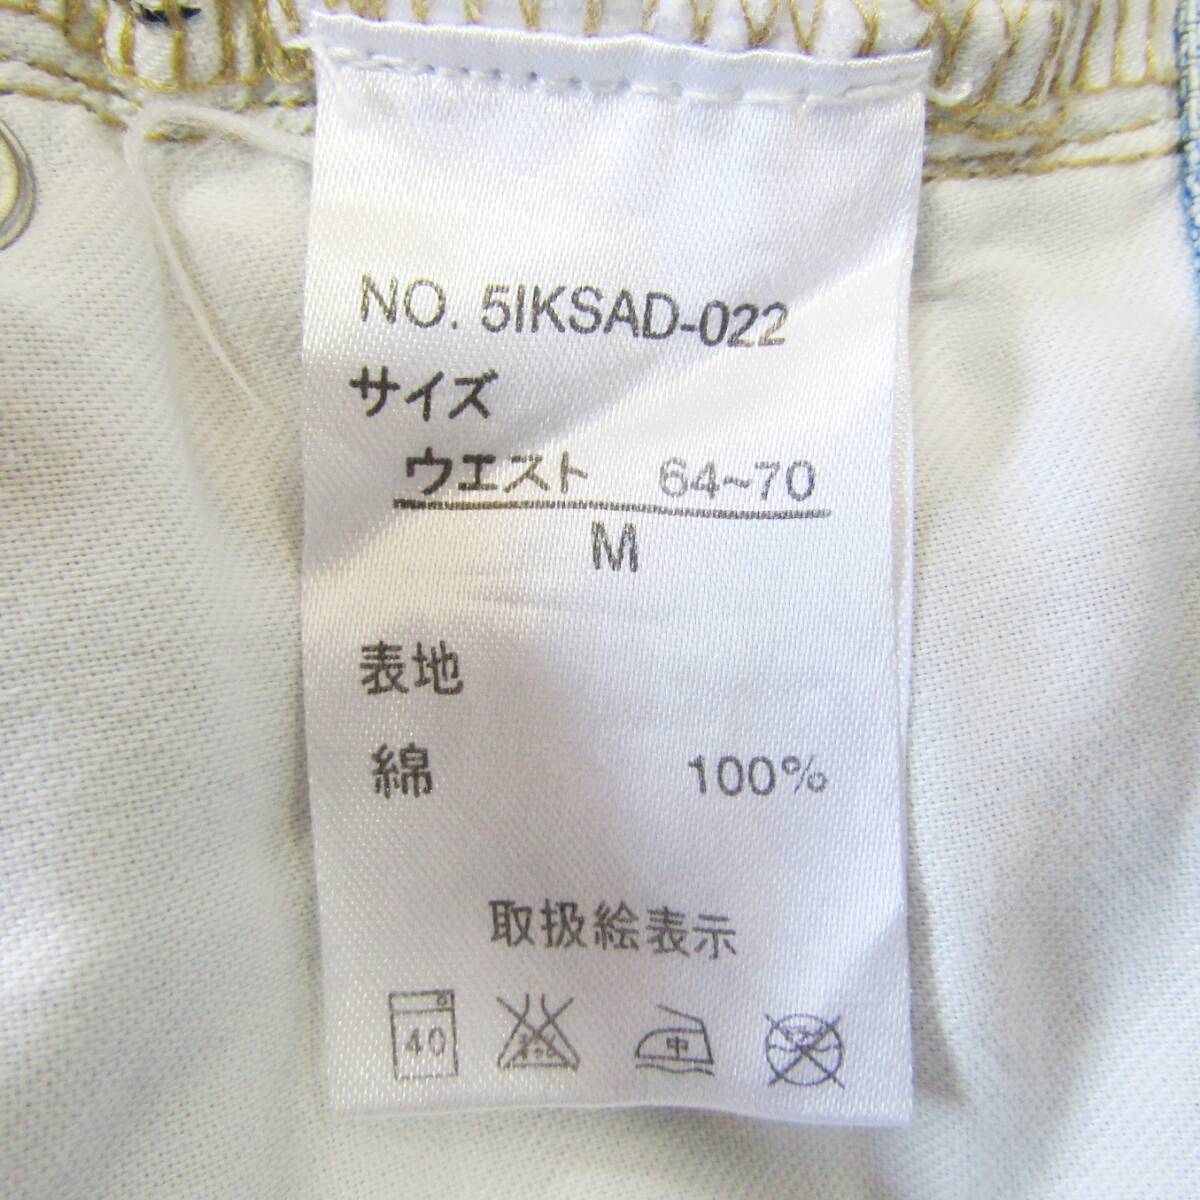 NO. 5IKSAD-022
サイズ
ウエスト 64~70
M
表地
綿 100%
取扱絵表示
40 中